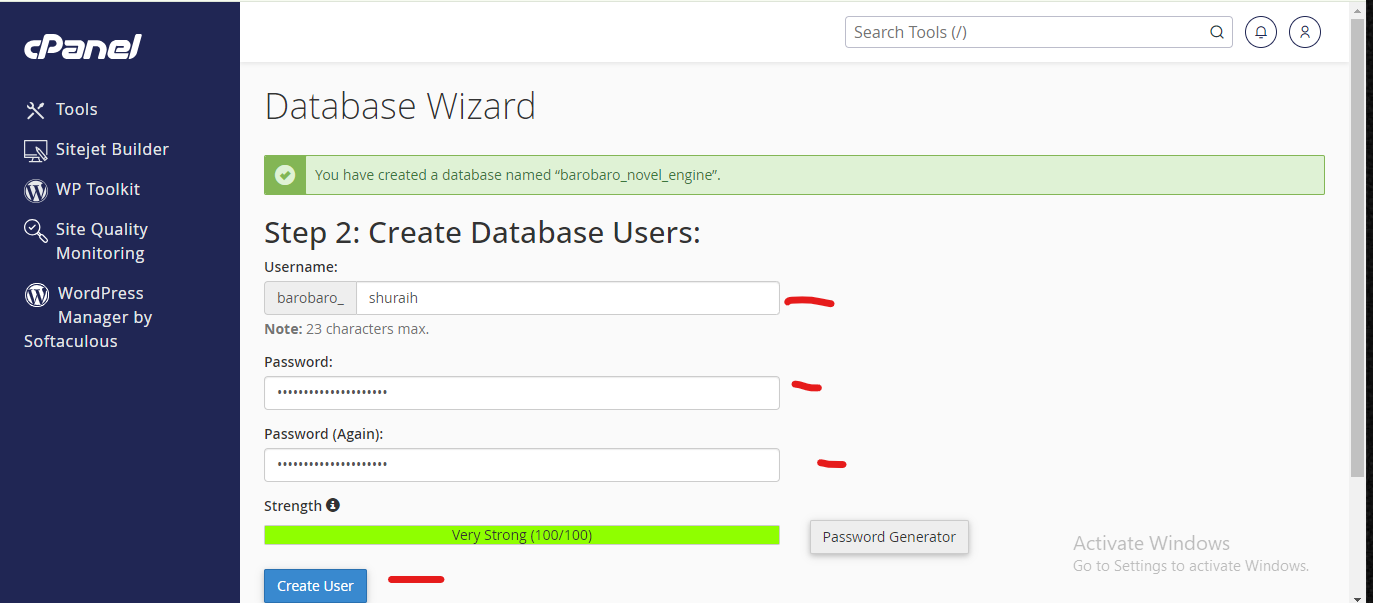 cPanel
Search Tools (/)
Tools
Sitejet Builder
WP Toolkit
Site Quality
Monitoring
WordPress
Manager by
Softaculous
Database Wizard
You have created a database named “barobaro_novel_engine”.
Step 2: Create Database Users:
Username:
barobaro_ shuraih
Note: 23 characters max.
Password:
•••••••••••••••••••••
Password (Again):
•••••••••••••••••••••
Strength
Very Strong (100/100)
Password Generator
Create User
Activate Windows
Go to Settings to activate Windows.